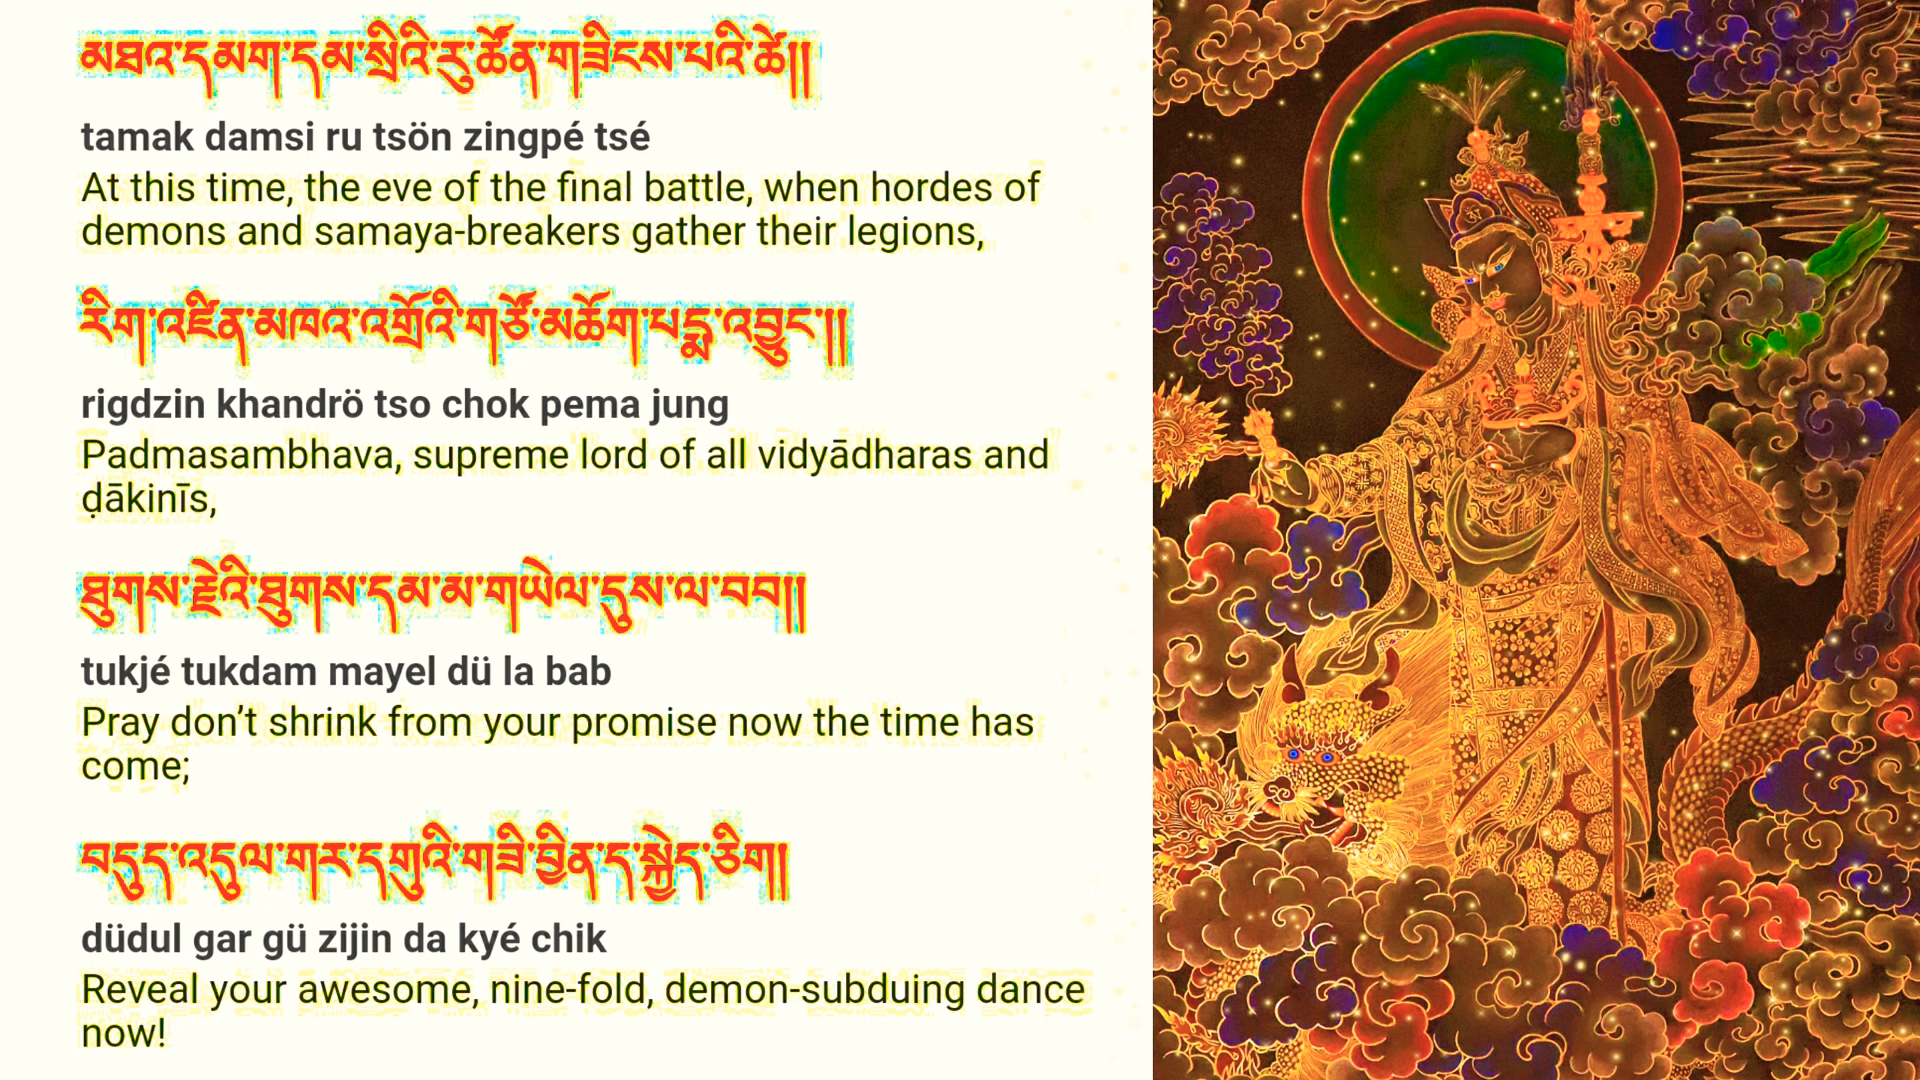 མཐའ་དམག་དམ་སྲིའི་རུ་ཚོན་གཟིངས་པའི་ཚེ༎
tamak damsi ru tsön zingpé tsé
At this time, the eve of the final battle, when hordes of
demons and samaya-breakers gather their legions,
རིག་འཛིན་མཁའ་འགྲོའི་གཙོ་མཆོག་པདྨ་འབྱུང་༎
rigdzin khandrö tso chok pema jung
Padmasambhava, supreme lord of all vidyādharas and
ḍākinīs,
ཐུགས་རྗེའི་ཐུགས་དམ་མ་གཡེལ་དུས་ལ་བབ༎
tukjé tukdam mayel dü la bab
Pray don’t shrink from your promise now the time has
come;
བདུད་འདུལ་གར་དགུའི་གཟི་བྱིན་ད་སྐྱེད་ཅིག།
düdul gar gü zijin da kyé chik
Reveal your awesome, nine-fold, demon-subduing dance
now!